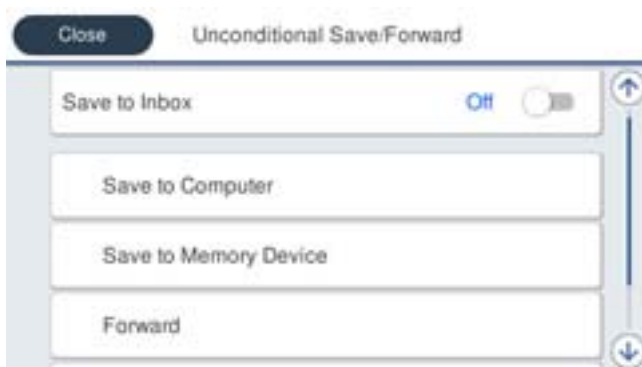 Close
Unconditional Save/Forward
Save to Inbox
Off
Save to Computer
Save to Memory Device
Forward